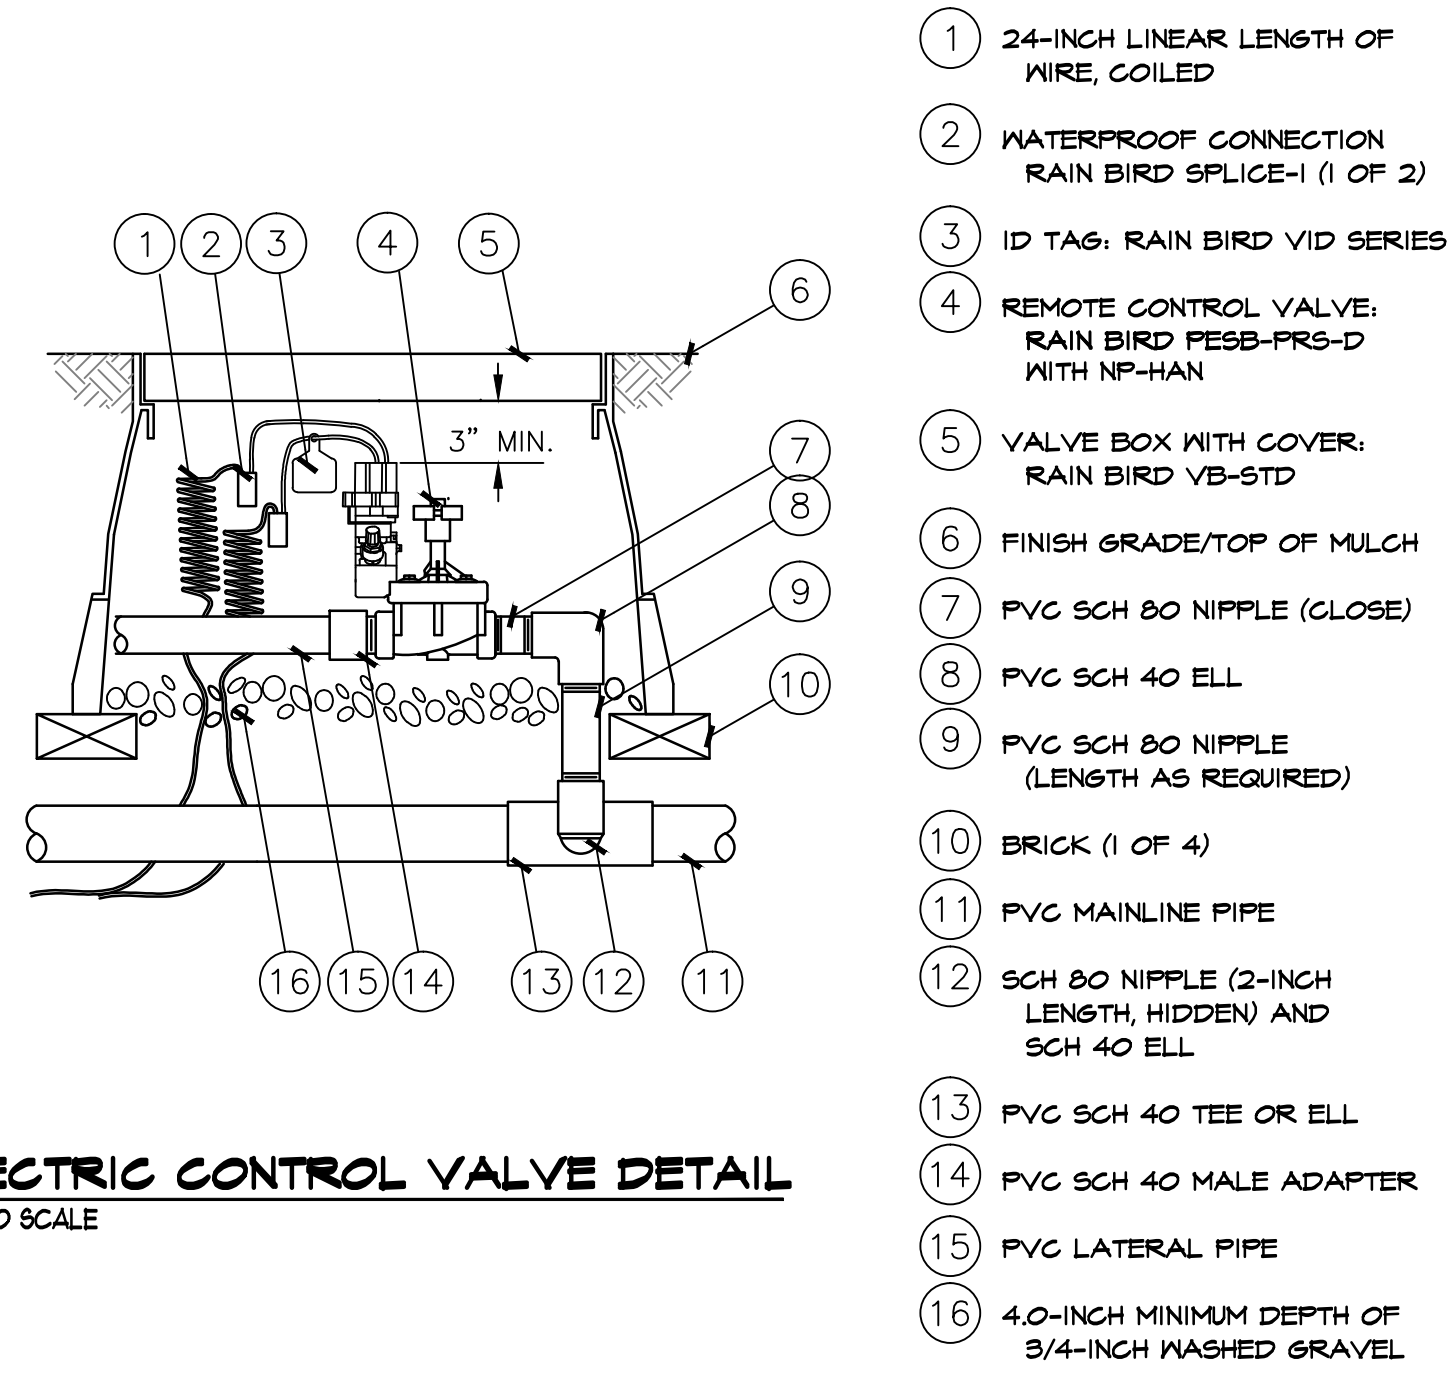 1 24-INCH LINEAR LENGTH OF
WIRE, COILED
2 WATERPROOF CONNECTION
RAIN BIRD SPLICE-1 (1 OF 2)
3 ID TAG: RAIN BIRD VID SERIES
4 REMOTE CONTROL VALVE:
RAIN BIRD PESB-PRS-D
WITH NP-HAN
5 VALVE BOX WITH COVER:
RAIN BIRD VB-STD
6 FINISH GRADE/TOP OF MULCH
7 PVC SCH 80 NIPPLE (CLOSE)
8 PVC SCH 40 ELL
9 PVC SCH 80 NIPPLE
(LENGTH AS REQUIRED)
10 BRICK (1 OF 4)
11 PVC MAINLINE PIPE
12 SCH 80 NIPPLE (2-INCH
LENGTH, HIDDEN) AND
SCH 40 ELL
13 PVC SCH 40 TEE OR ELL
14 PVC SCH 40 MALE ADAPTER
15 PVC LATERAL PIPE
16 4.0-INCH MINIMUM DEPTH OF
3/4-INCH WASHED GRAVEL
1 2 3 4 5
6
3" MIN.
7
8
9
10
16 15 14 13 12 11
ECTRIC CONTROL VALVE DETAIL
O SCALE